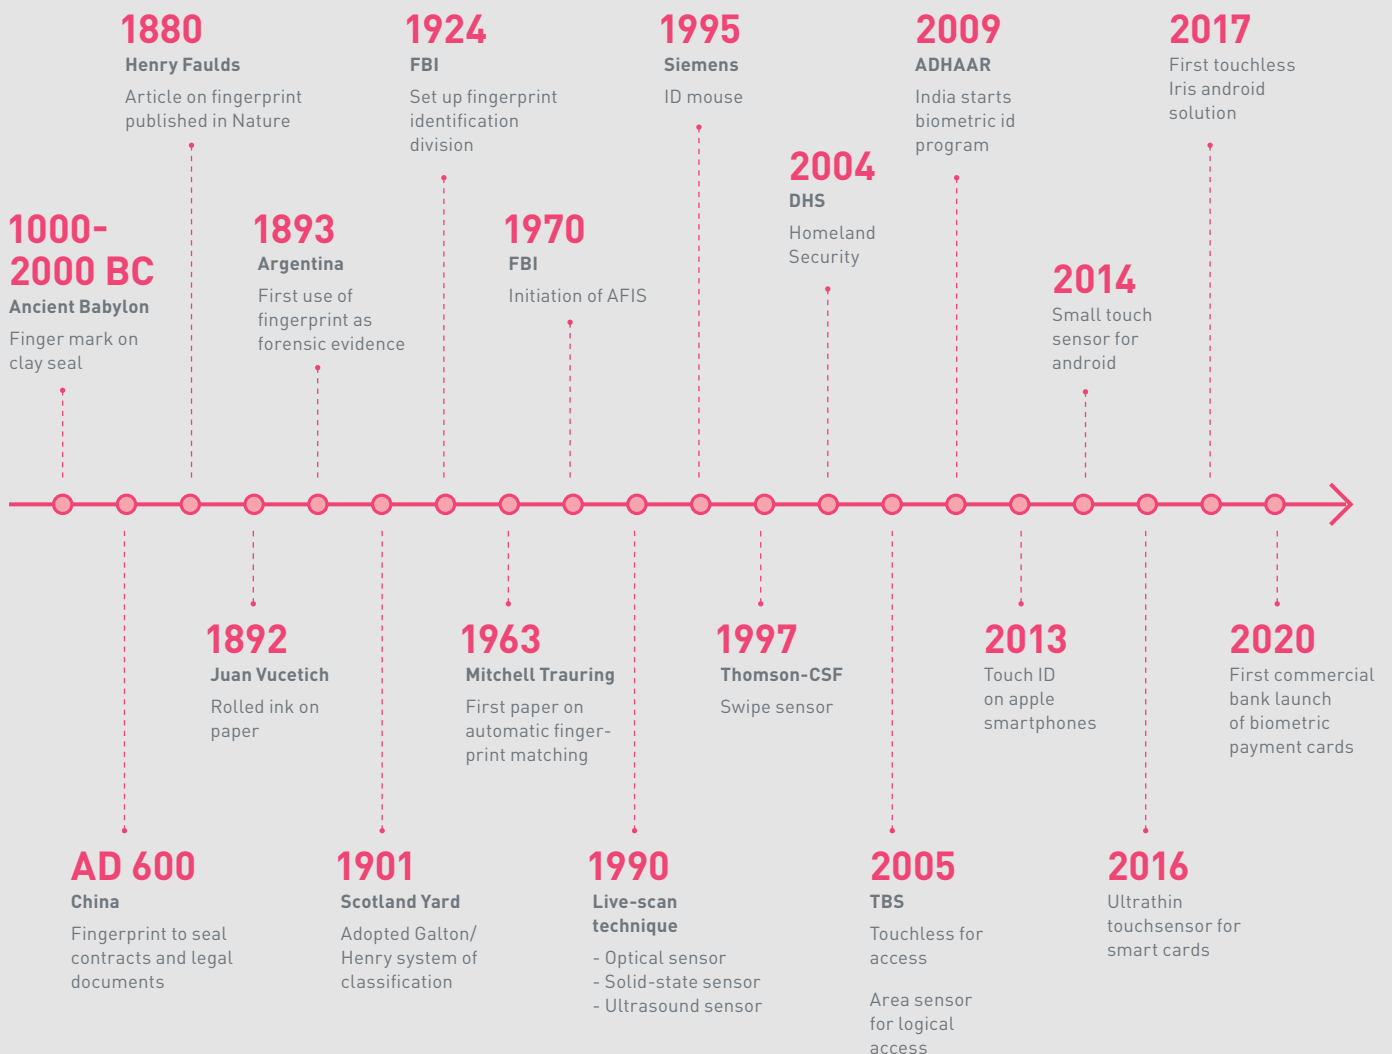 1880
Henry Faulds
Article on fingerprint
published in Nature
1924
FBI
Set up fingerprint
identification
division
1995
Siemens
ID mouse
2009
ADHAAR
India starts
biometric id
program
2017
First touchless
Iris android
solution
1000-
2000 BC
Ancient Babylon
Finger mark on
clay seal
1893
Argentina
First use of
fingerprint as
forensic evidence
1970
FBI
Initiation of AFIS
2004
DHS
Homeland
Security
2014
Small touch
sensor for
android
1892
Juan Vucetich
Rolled ink on
paper
1963
Mitchell Trauring
First paper on
automatic finger-
print matching
1997
Thomson-CSF
Swipe sensor
2013
Touch ID
on apple
smartphones
2020
First commercial
bank launch
of biometric
payment cards
AD 600
China
Fingerprint to seal
contracts and legal
documents
1901
Scotland Yard
Adopted Galton/
Henry system of
classification
1990
Live-scan
technique
- Optical sensor
- Solid-state sensor
- Ultrasound sensor
2005
TBS
Touchless for
access
Area sensor
for logical
access
2016
Ultrathin
touchsensor for
smart cards